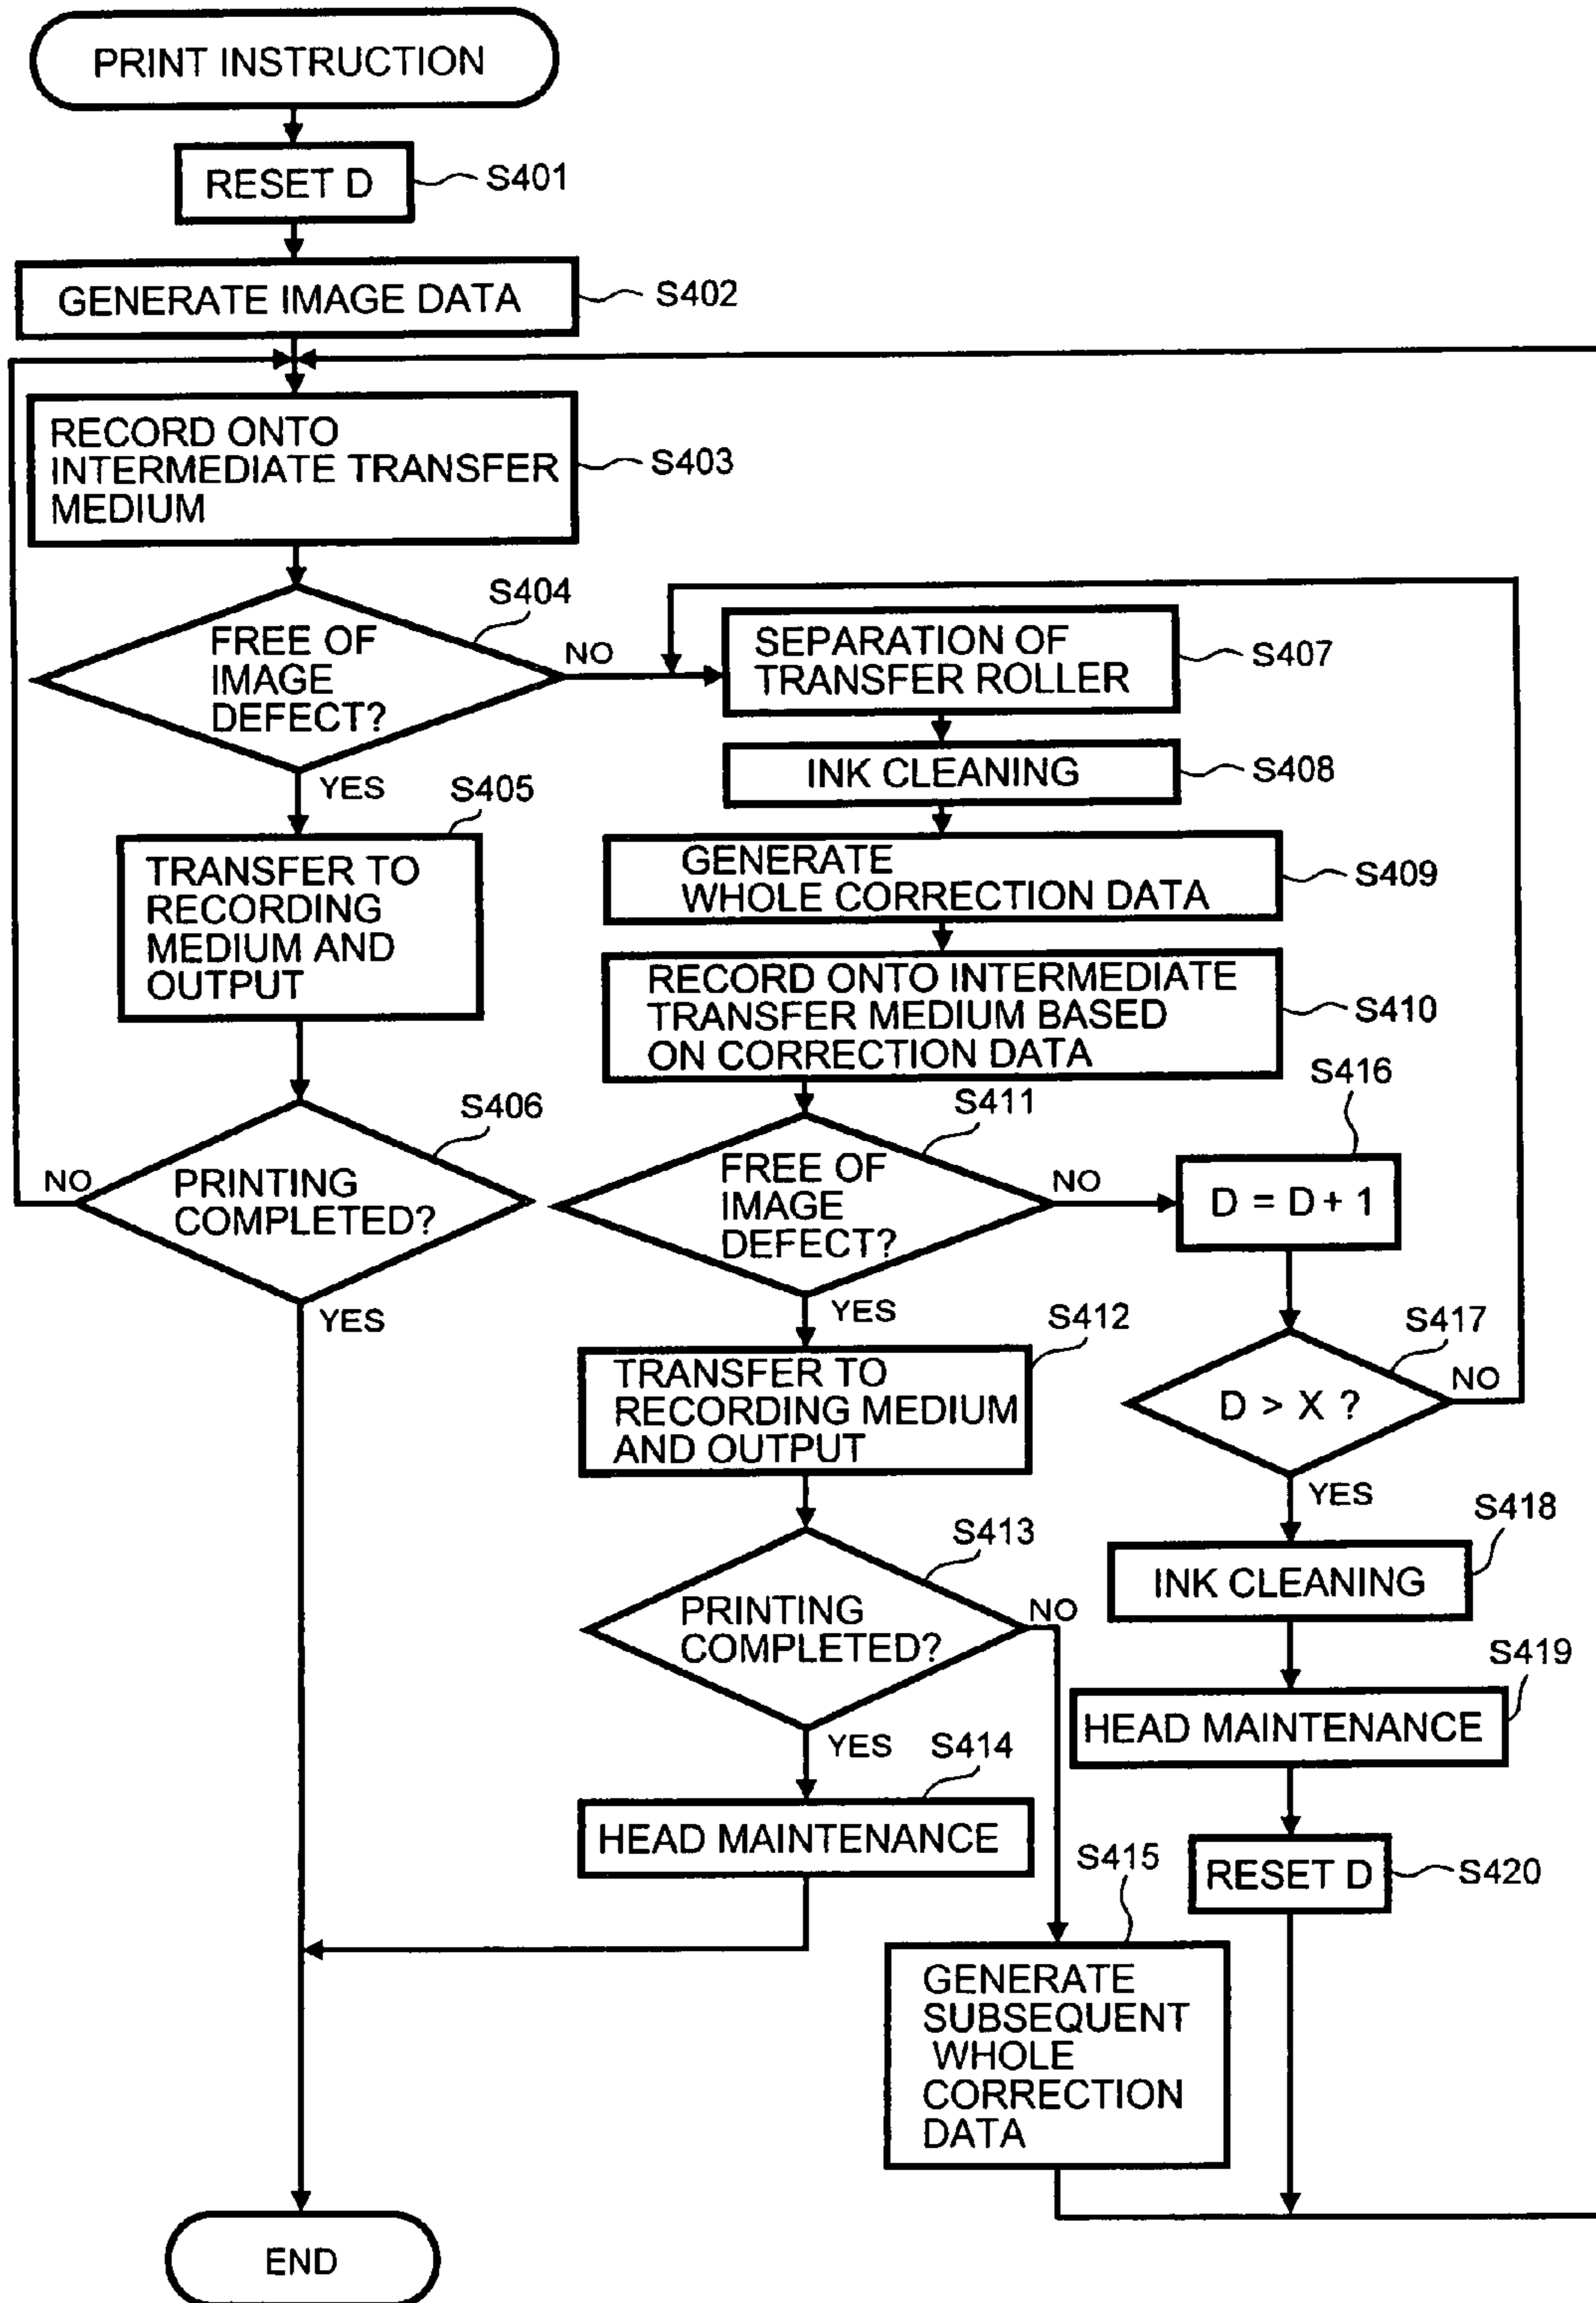 PRINT INSTRUCTION
RESET D
S401
GENERATE IMAGE DATA
S402
RECORD ONTO
INTERMEDIATE TRANSFER
MEDIUM
S403
S404
FREE OF
IMAGE
DEFECT?
NO
YES
SEPARATION OF
TRANSFER ROLLER
S407
INK CLEANING
S408
S405
TRANSFER TO
RECORDING
MEDIUM AND
OUTPUT
GENERATE
WHOLE CORRECTION DATA
S409
RECORD ONTO INTERMEDIATE
TRANSFER MEDIUM BASED
ON CORRECTION DATA
S410
S406
PRINTING
COMPLETED?
NO
YES
S411
FREE OF
IMAGE
DEFECT?
NO
YES
S416
D = D + 1
S412
TRANSFER TO
RECORDING MEDIUM
AND OUTPUT
S417
D > X ?
NO
YES
S413
PRINTING
COMPLETED?
NO
YES
S418
INK CLEANING
S419
HEAD MAINTENANCE
S414
HEAD MAINTENANCE
S415
GENERATE
SUBSEQUENT
WHOLE
CORRECTION
DATA
RESET D
S420
END